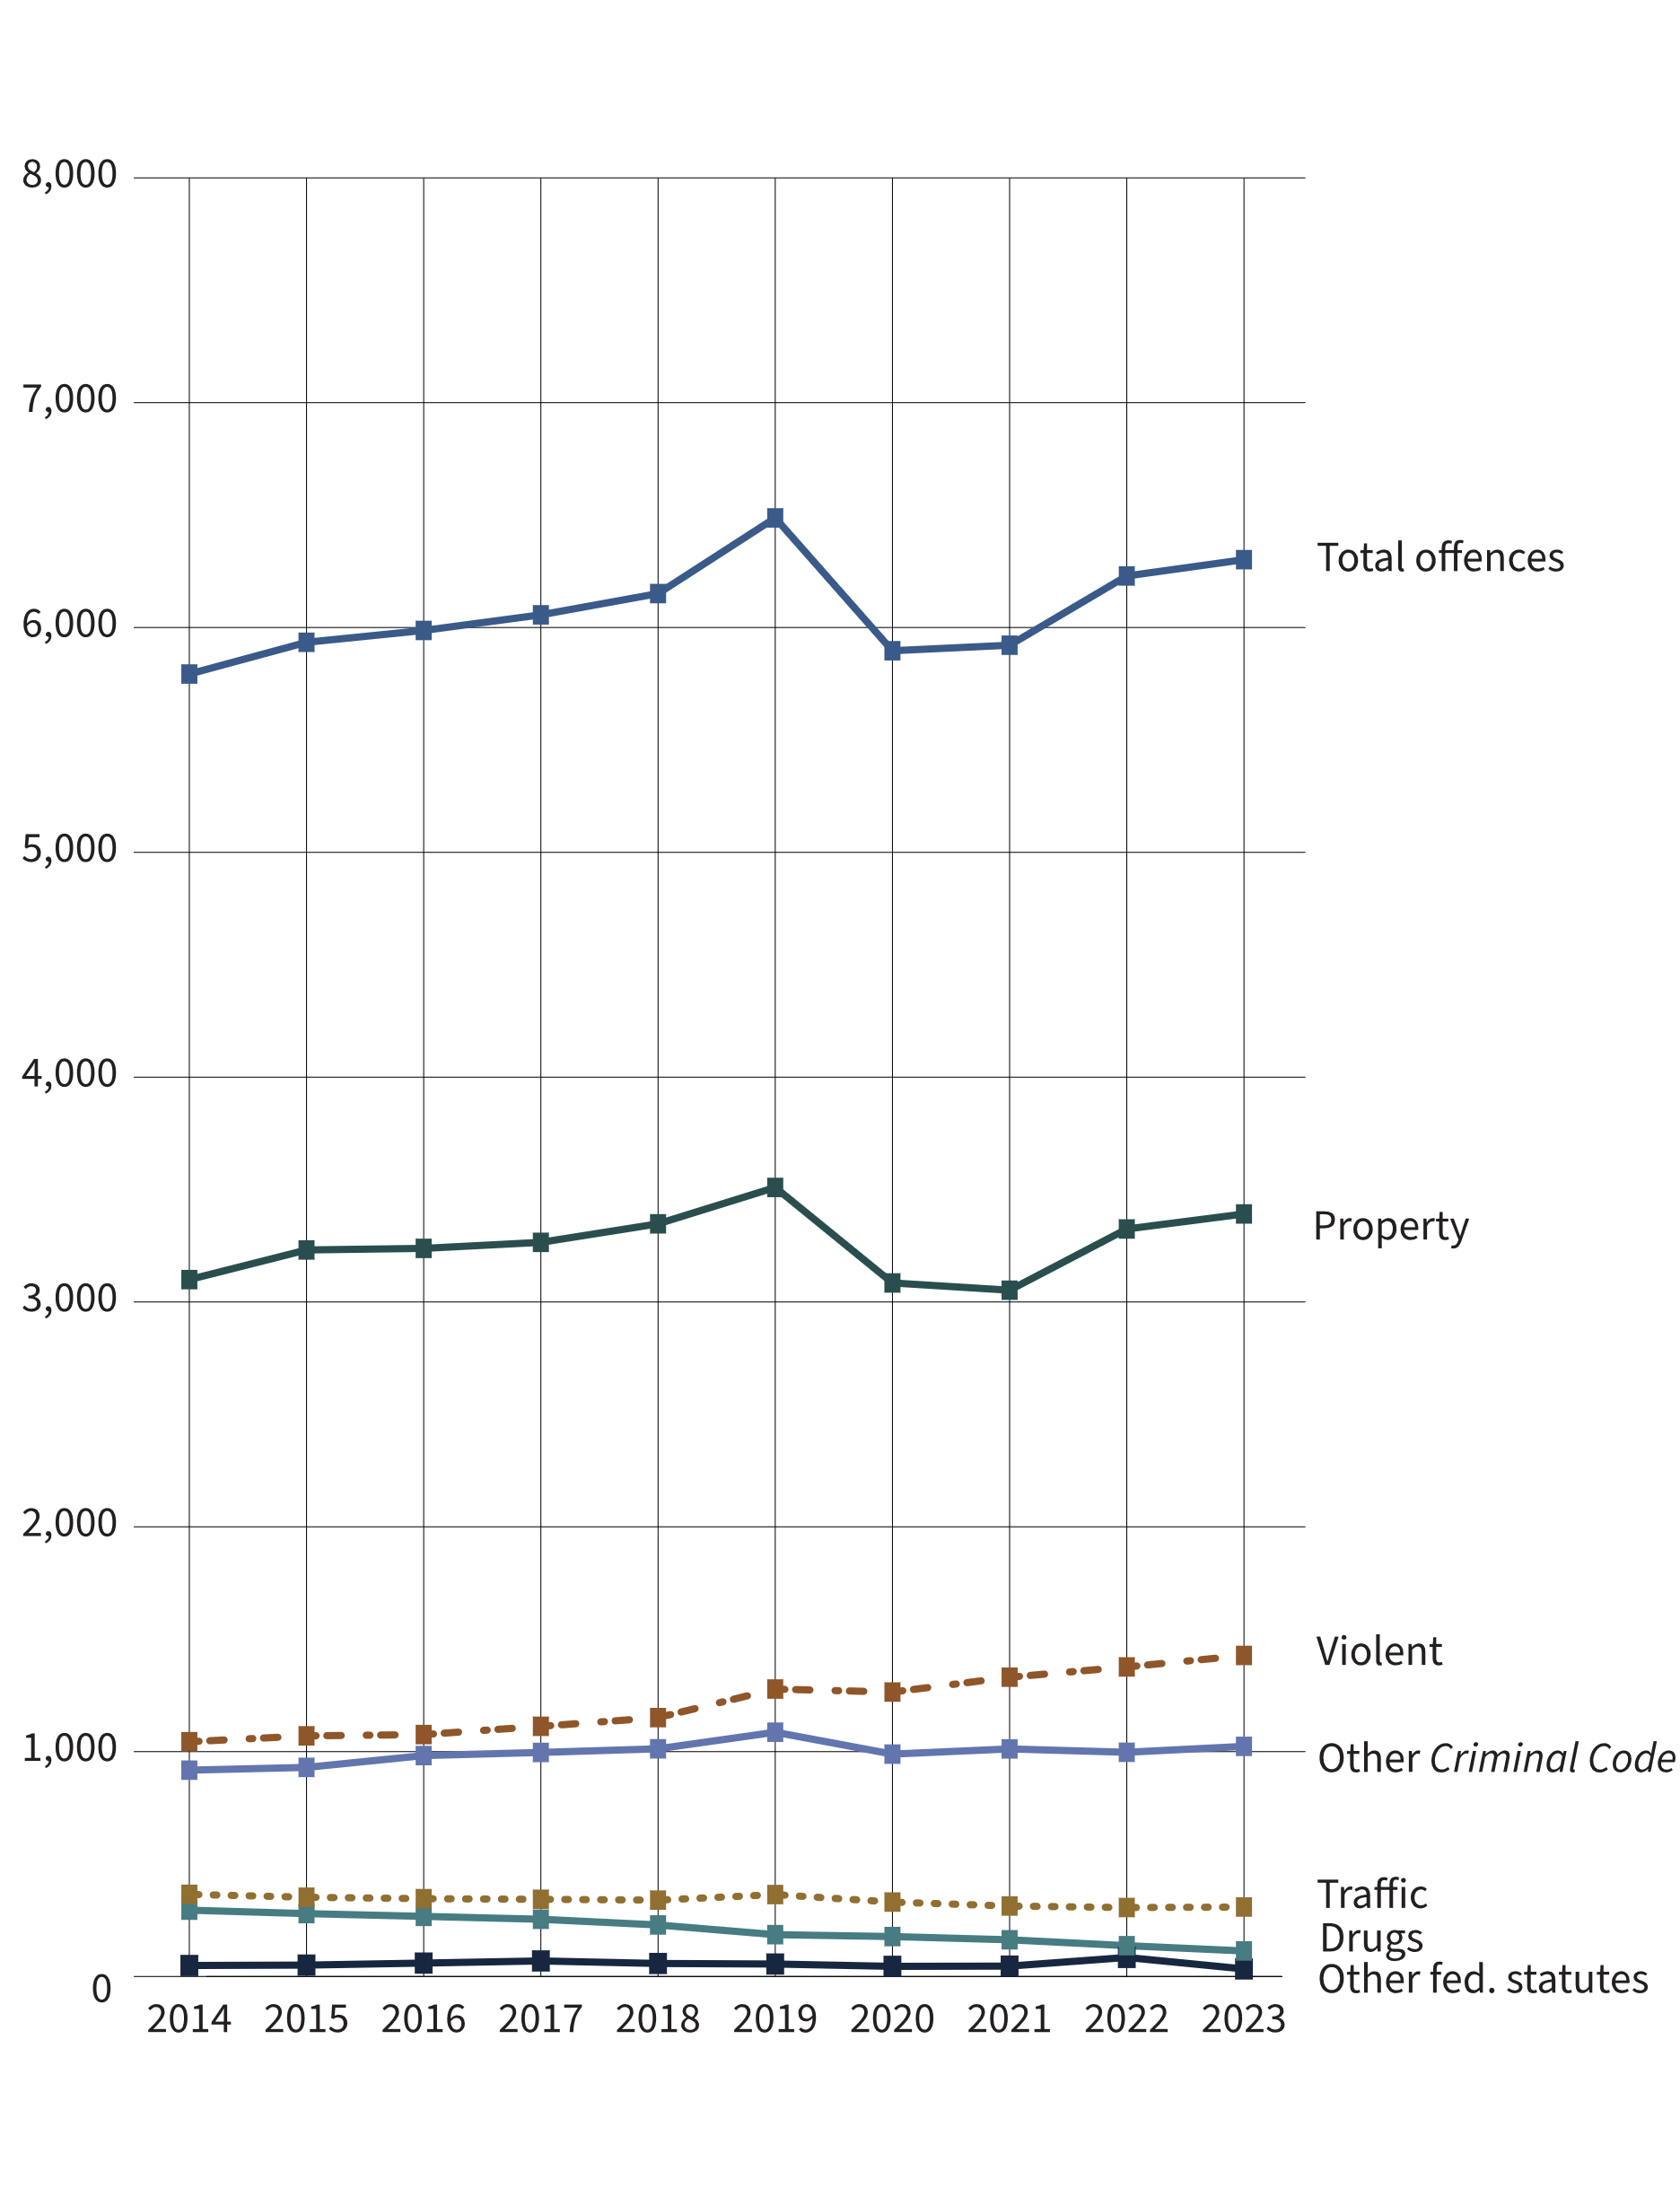 8,000
7,000
Total offences
6,000
5,000
4,000
Property
3,000
2,000
Violent
1,000
Other Criminal Code
Traffic
Drugs
Other fed. statutes
0
2014 2015 2016 2017 2018 2019 2020 2021 2022 2023